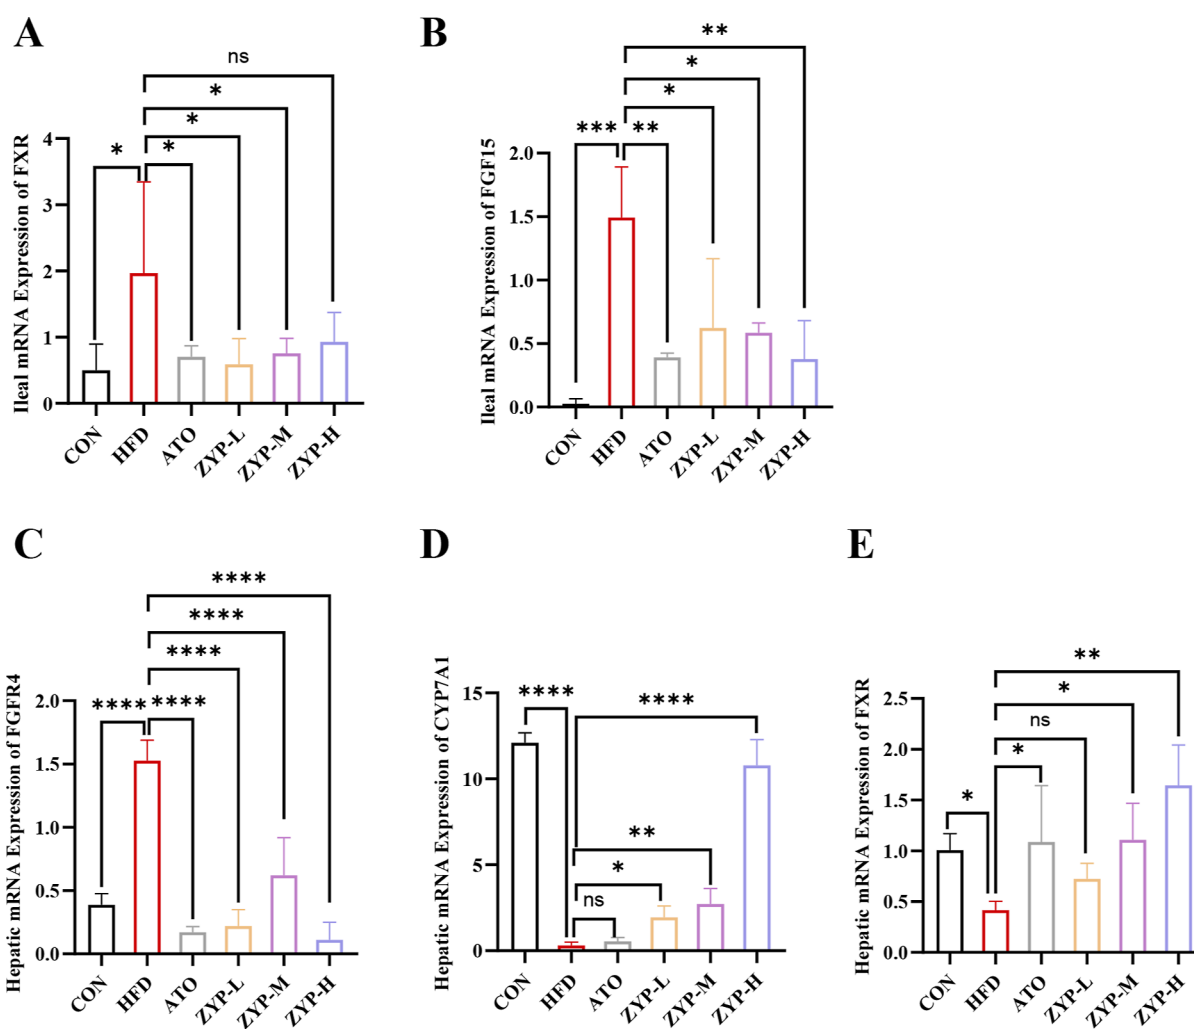 A
ns
*
*
*
*
Ileal mRNA Expression of FXR
4
3
2
1
0
CON
HFD
ATO
ZYP-L
ZYP-M
ZYP-H
B
**
*
*
***
**
Ileal mRNA Expression of FGF15
2.0
1.5
1.0
0.5
0.0
CON
HFD
ATO
ZYP-L
ZYP-M
ZYP-H
C
****
****
****
****
****
Hepatic mRNA Expression of FGFR4
2.0
1.5
1.0
0.5
0.0
CON
HFD
ATO
ZYP-L
ZYP-M
ZYP-H
D
****
****
**
*
ns
Hepatic mRNA Expression of CYP7A1
15
10
5
0
CON
HFD
ATO
ZYP-L
ZYP-M
ZYP-H
E
**
*
ns
*
*
Hepatic mRNA Expression of FXR
2.5
2.0
1.5
1.0
0.5
0.0
CON
HFD
ATO
ZYP-L
ZYP-M
ZYP-H